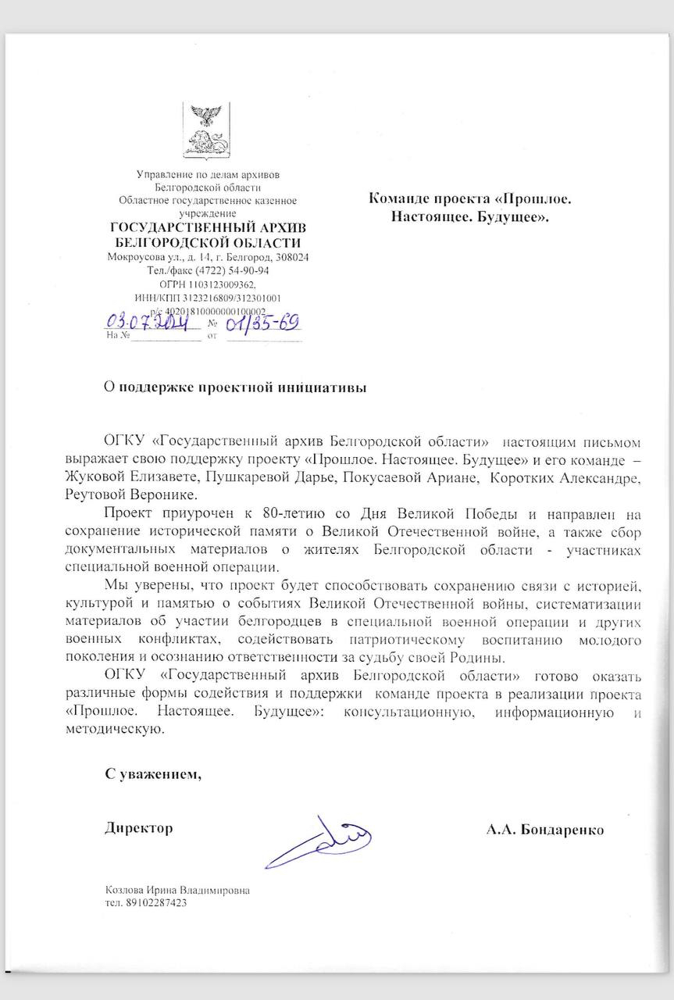 Управление по делам архивов
Белгородской области
Областное государственное казенное
учреждение
ГОСУДАРСТВЕННЫЙ АРХИВ
БЕЛГОРОДСКОЙ ОБЛАСТИ
Мокроусова ул., д. 14, г. Белгород, 308024
Тел./факс (4722) 54-90-94
ОГРН 1103123009362,
ИНН/КПП 3123216809/312301001
р/с 40201810000000100002
03.07.2024 № 01/35-69
На № от
Команде проекта «Прошлое.
Настоящее. Будущее».
О поддержке проектной инициативы
ОГКУ «Государственный архив Белгородской области» настоящим письмом
выражает свою поддержку проекту «Прошлое. Настоящее. Будущее» и его команде –
Жуковой Елизавете, Пушкаревой Дарье, Покусаевой Ариане, Коротких Александре,
Реутовой Веронике.
Проект приурочен к 80-летию со Дня Великой Победы и направлен на
сохранение исторической памяти о Великой Отечественной войне, а также сбор
документальных материалов о жителях Белгородской области - участниках
специальной военной операции.
Мы уверены, что проект будет способствовать сохранению связи с историей,
культурой и памятью о событиях Великой Отечественной войны, систематизации
материалов об участии белгородцев в специальной военной операции и других
военных конфликтах, содействовать патриотическому воспитанию молодого
поколения и осознанию ответственности за судьбу своей Родины.
ОГКУ «Государственный архив Белгородской области» готово оказать
различные формы содействия и поддержки команде проекта в реализации проекта
«Прошлое. Настоящее. Будущее»: консультационную, информационную и
методическую.
С уважением,
Директор А.А. Бондаренко
Козлова Ирина Владимировна
тел. 89102287423